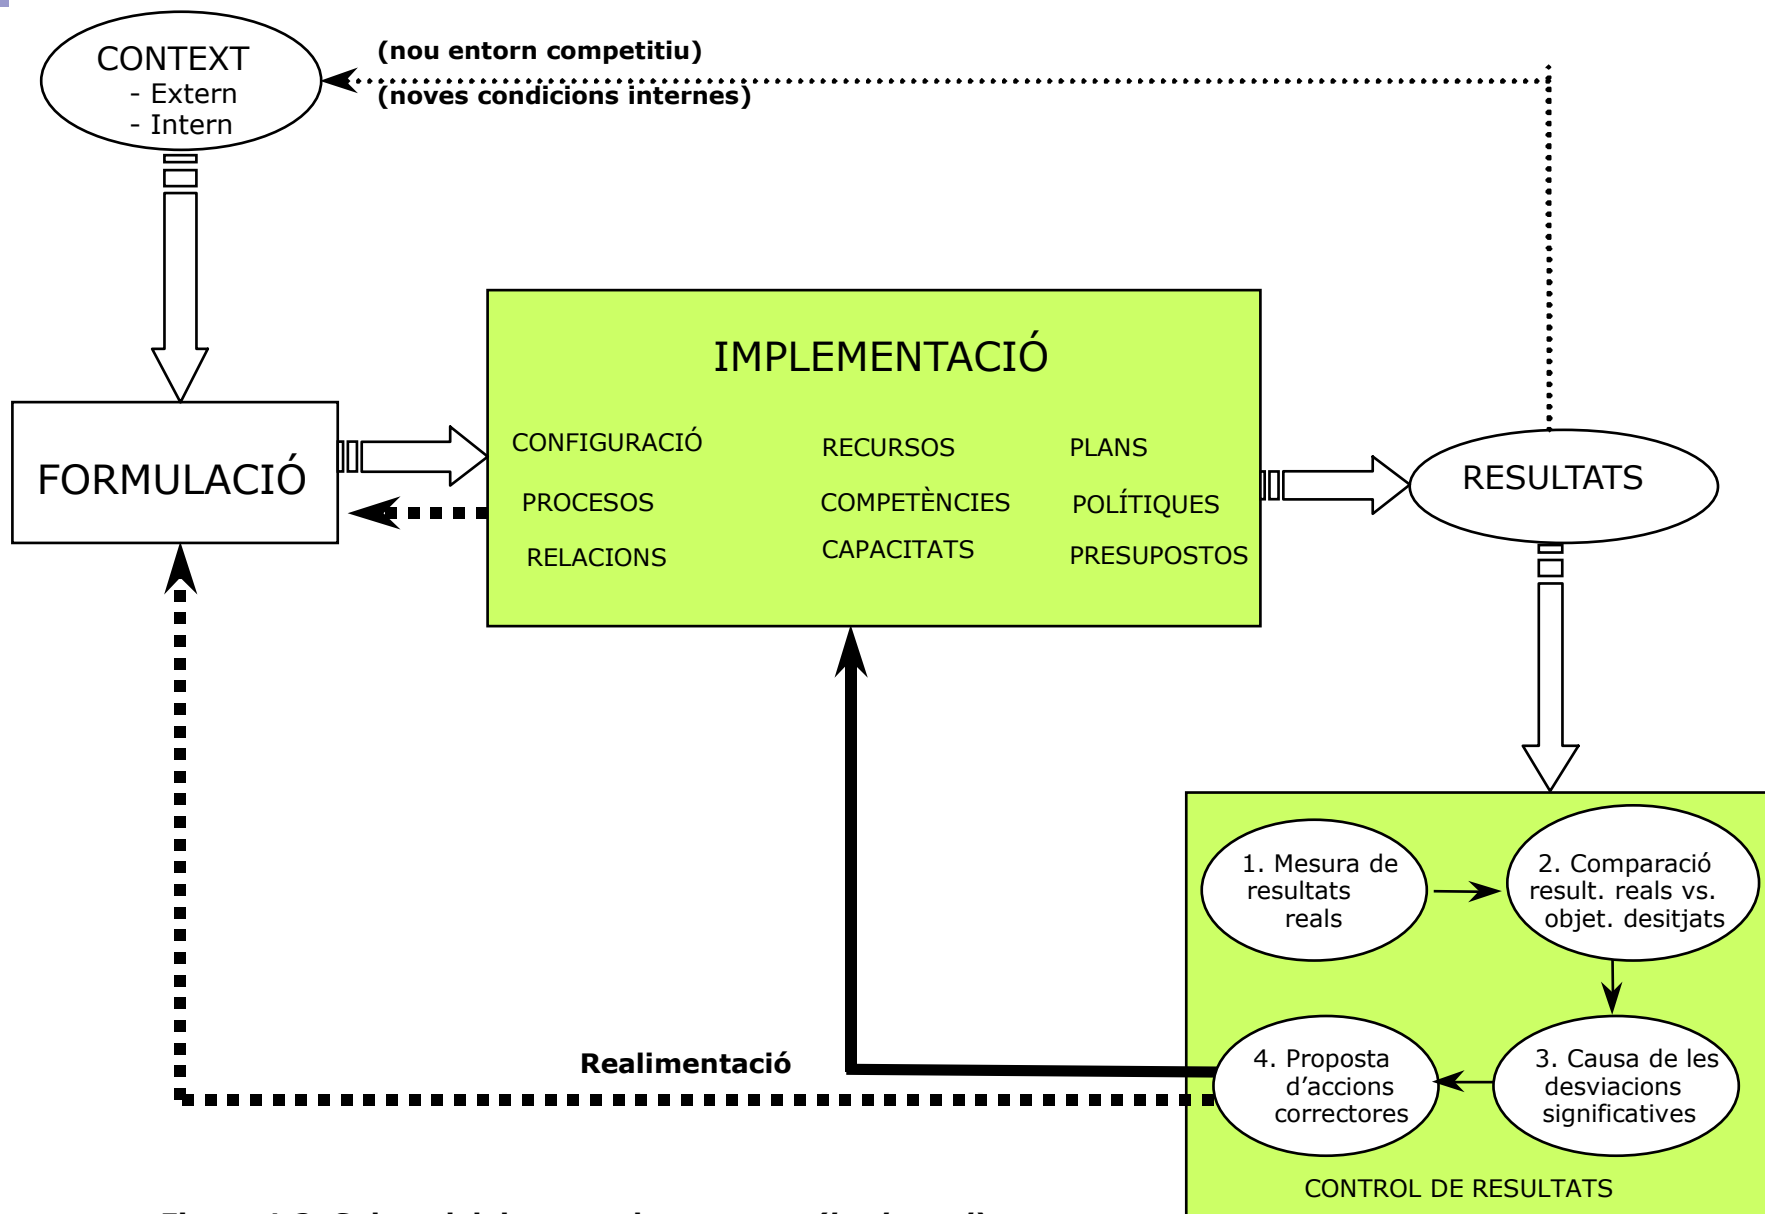 CONTEXT
- Extern
- Intern
(nou entorn competitiu)
(noves condicions internes)
IMPLEMENTACIÓ
CONFIGURACIÓ
PROCESOS
RELACIONS
RECURSOS
COMPETÈNCIES
CAPACITATS
PLANS
POLÍTIQUES
PRESUPOSTOS
FORMULACIÓ
RESULTATS
1. Mesura de
resultats
reals
2. Comparació
result. reals vs.
objet. desitjats
3. Causa de les
desviacions
significatives
4. Proposta
d’accions
correctores
Realimentació
CONTROL DE RESULTATS